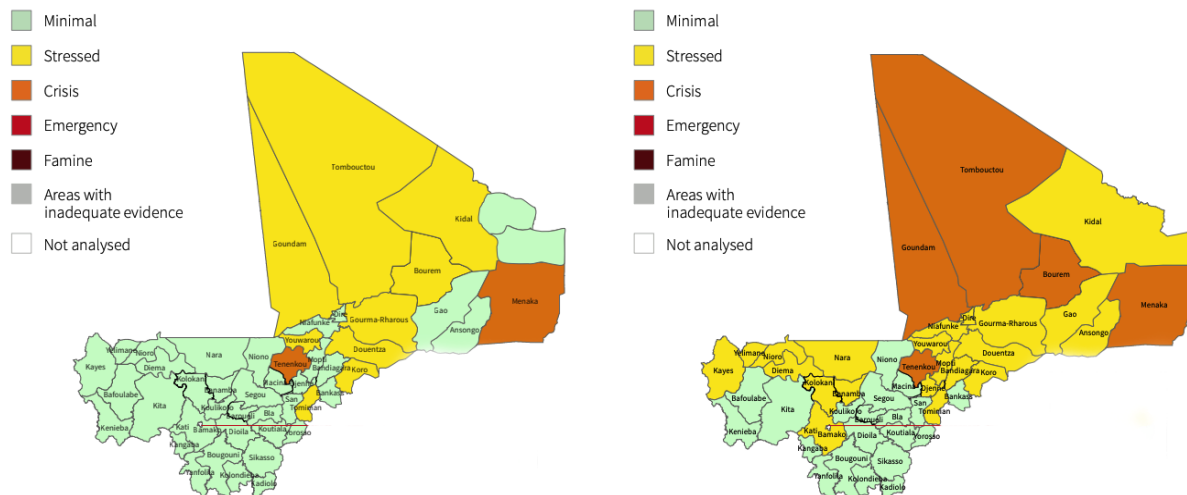 Minimal
Stressed
Crisis
Emergency
Famine
Areas with
inadequate evidence
Not analysed
Tombouctou
Kidal
Goundam
Bourem
Menaka
Gao
Ansongo
Dire
Niafunke
Gourma-Rharous
Youwarou
Douentza
Tenenkou
Mopti
Bandiagara
Koro
Yelimane
Nioro
Nara
Niono
Kayes
Diema
Kolokani
Banamba
Macina
Djenne
Bankass
Segou
San
Tominian
Bafoulabe
Kita
Koulikoro
Baroueli
Bla
Kenieba
Kati
Bamako
Dioila
Koutiala
Yorosso
Kangaba
Bougouni
Sikasso
Yanfolila
Kolondieba
Kadiolo
Minimal
Stressed
Crisis
Emergency
Famine
Areas with
inadequate evidence
Not analysed
Tombouctou
Kidal
Goundam
Bourem
Menaka
Gao
Ansongo
Dire
Niafunke
Gourma-Rharous
Youwarou
Douentza
Tenenkou
Mopti
Bandiagara
Koro
Yelimane
Nioro
Nara
Niono
Kayes
Diema
Kolokani
Banamba
Macina
Djenne
Bankass
Segou
San
Tominian
Bafoulabe
Kita
Koulikoro
Baroueli
Bla
Kenieba
Kati
Bamako
Dioila
Koutiala
Yorosso
Kangaba
Bougouni
Sikasso
Yanfolila
Kolondieba
Kadiolo